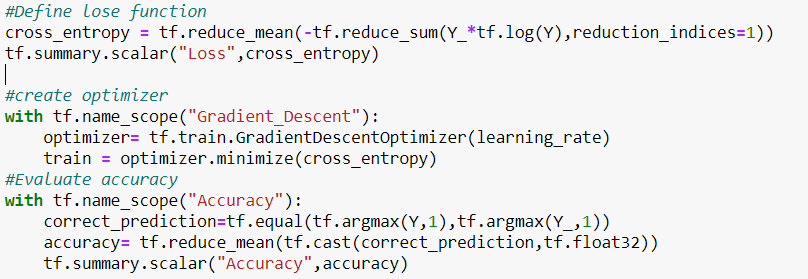 #Define lose function
cross_entropy = tf.reduce_mean(-tf.reduce_sum(Y_*tf.log(Y),reduction_indices=1))
tf.summary.scalar("Loss",cross_entropy)
#create optimizer
with tf.name_scope("Gradient_Descent"):
    optimizer= tf.train.GradientDescentOptimizer(learning_rate)
    train = optimizer.minimize(cross_entropy)
#Evaluate accuracy
with tf.name_scope("Accuracy"):
    correct_prediction=tf.equal(tf.argmax(Y,1),tf.argmax(Y_,1))
    accuracy= tf.reduce_mean(tf.cast(correct_prediction,tf.float32))
    tf.summary.scalar("Accuracy",accuracy)